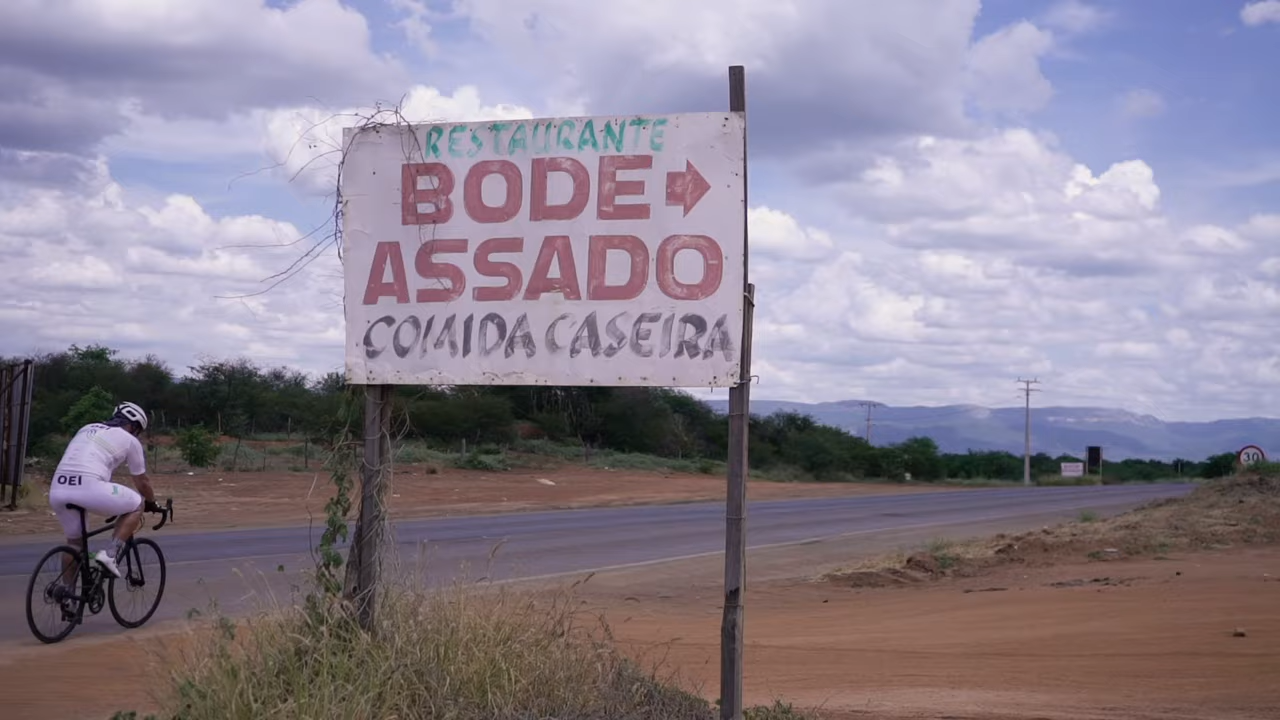 RESTAURANTE
BODE
ASSADO
COMIDA CASEIRA
OEI
30